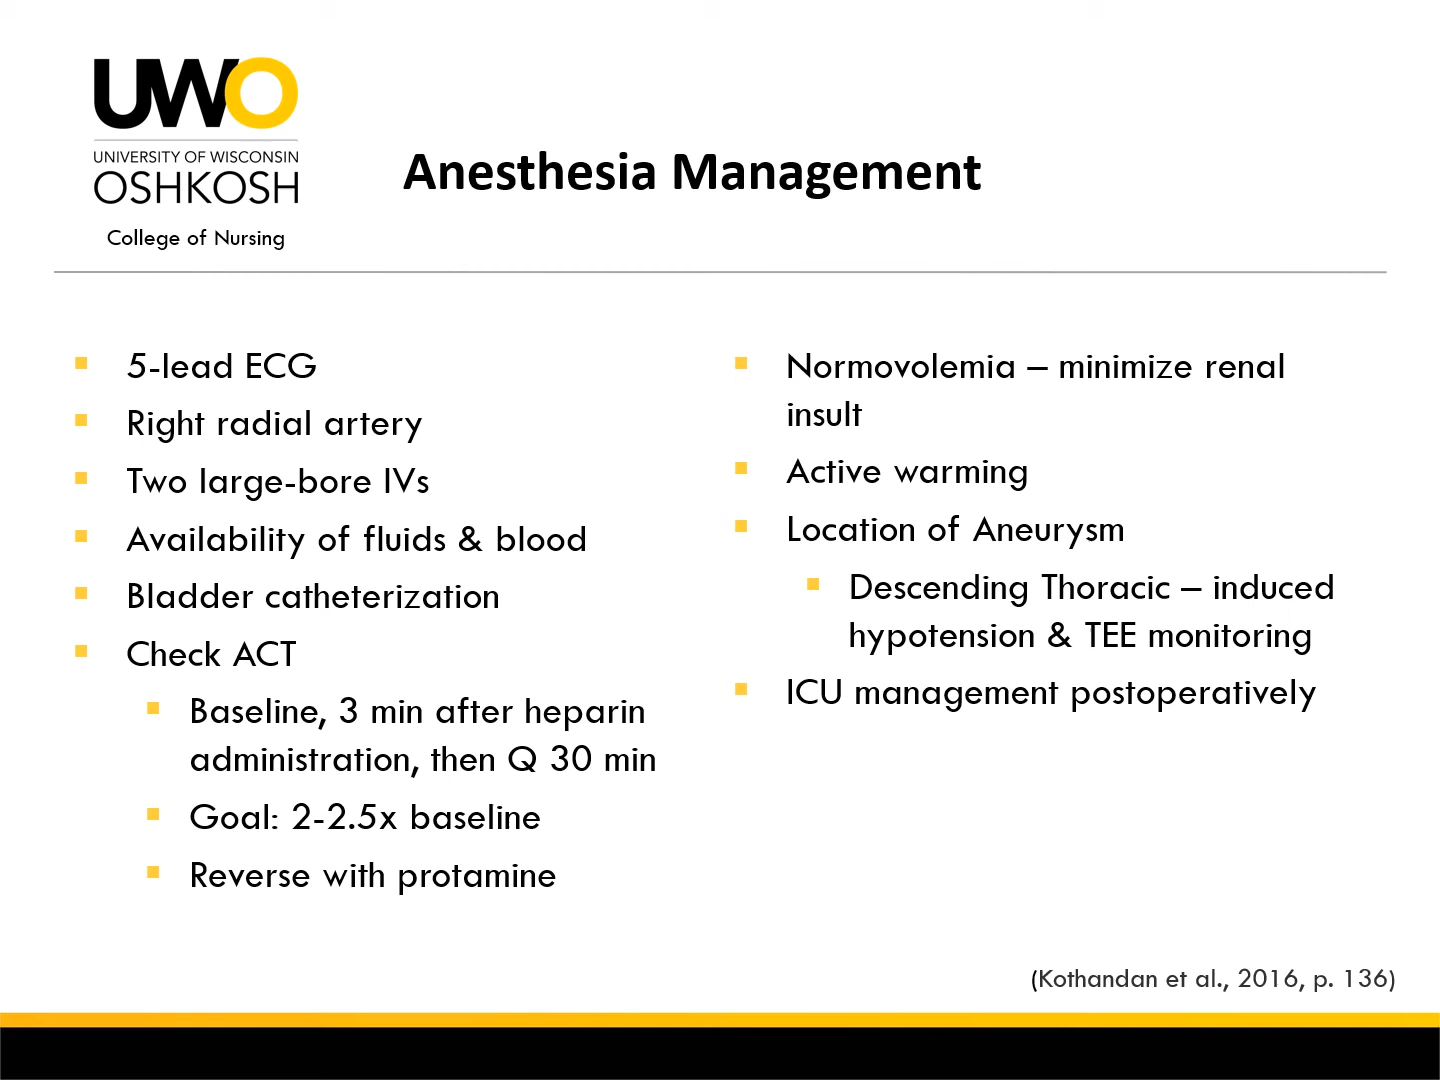 UWO
UNIVERSITY OF WISCONSIN
OSHKOSH
College of Nursing
Anesthesia Management
5-lead ECG
Right radial artery
Two large-bore IVs
Availability of fluids & blood
Bladder catheterization
Check ACT
Baseline, 3 min after heparin
administration, then Q 30 min
Goal: 2-2.5x baseline
Reverse with protamine
Normovolemia – minimize renal
insult
Active warming
Location of Aneurysm
Descending Thoracic – induced
hypotension & TEE monitoring
ICU management postoperatively
(Kothandan et al., 2016, p. 136)